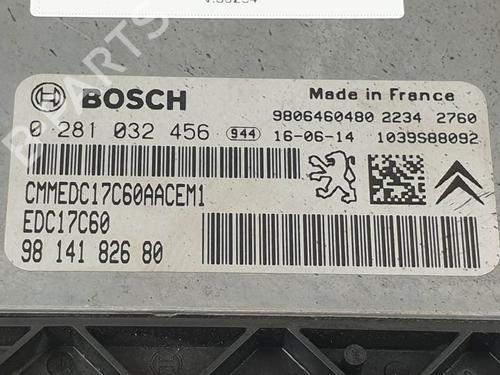 BOSCH
Made in France
9806460480 2234 2760
0 281 032 456 944 16-06-14 1039S88092
CMMEDC17C60AACEM1
EDC17C60
98 141 826 80